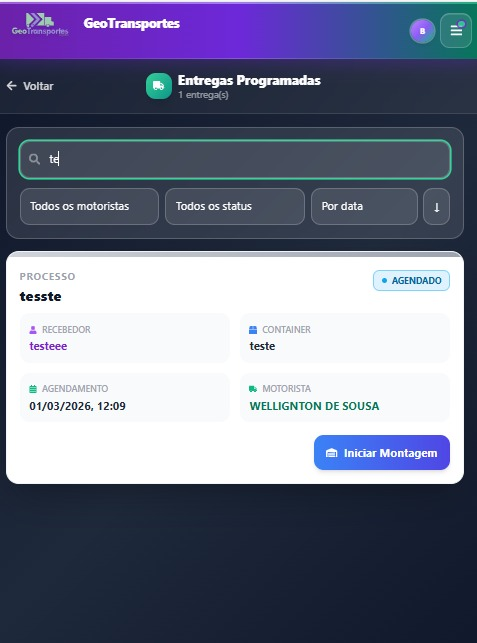 GeoTransportes
GeoTransportes
B
Voltar
Entregas Programadas
1 entrega(s)
te
Todos os motoristas
Todos os status
Por data
↓
PROCESSO
AGENDADO
tesste
RECEBEDOR
testeee
CONTAINER
teste
AGENDAMENTO
01/03/2026, 12:09
MOTORISTA
WELLIGNTON DE SOUSA
Iniciar Montagem